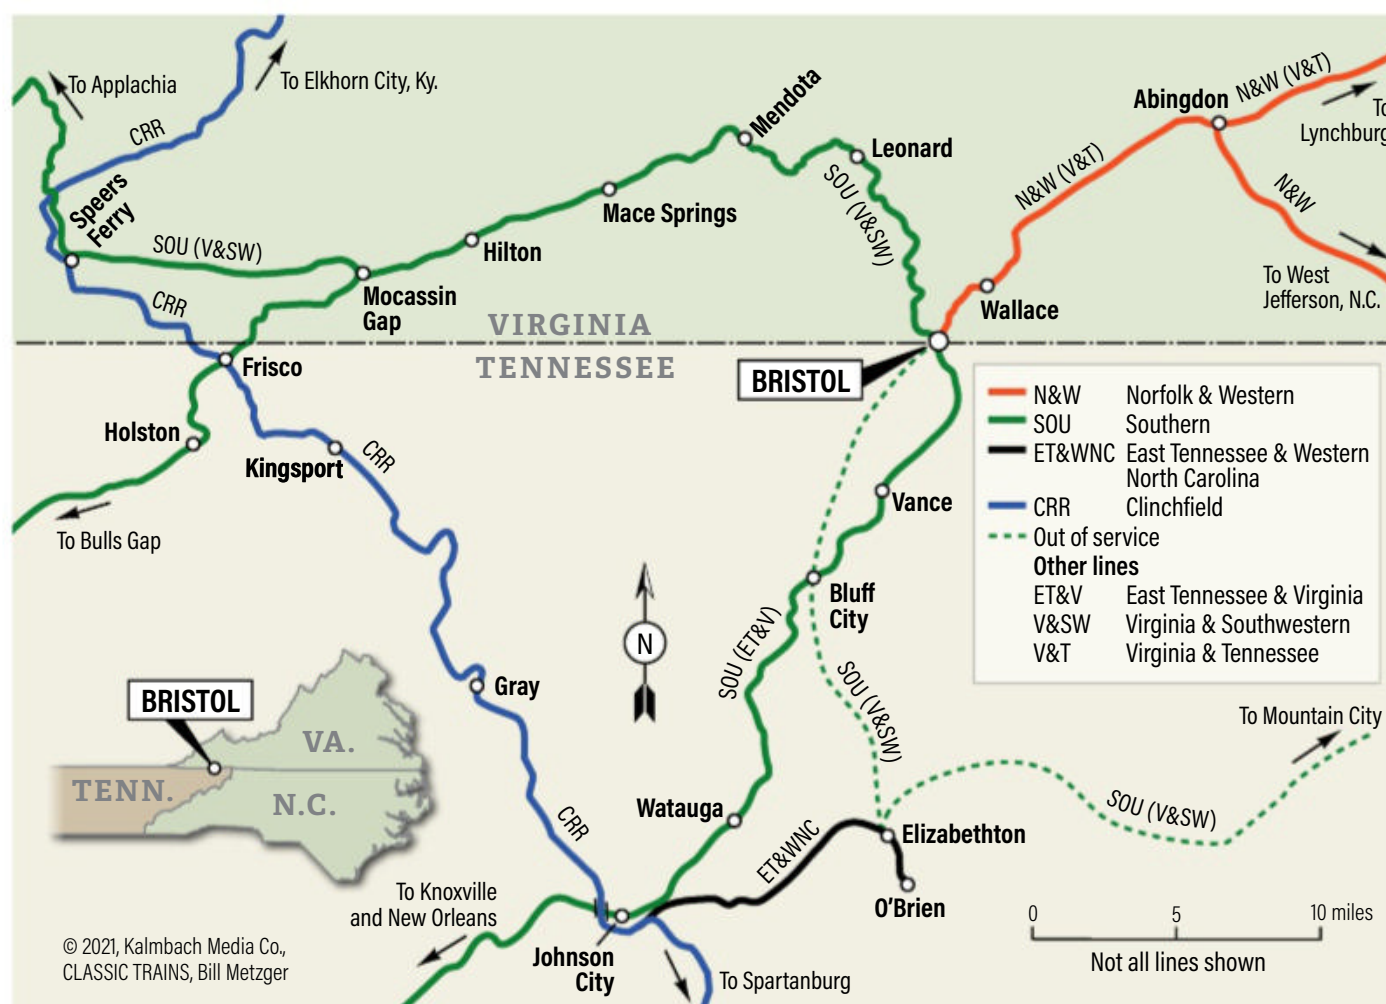 To Applachia
To Elkhorn City, Ky.
CRR
Speers
Ferry
SOU (V&SW)
CRR
Mocassin
Gap
Hilton
Mace Springs
Mendota
Leonard
SOU (V&SW)
Abingdon
N&W (V&T)
To
Lynchburg
N&W (V&T)
N&W
To West
Jefferson, N.C.
Wallace
VIRGINIA
TENNESSEE
BRISTOL
Frisco
Holston
Kingsport
CRR
To Bulls Gap
Vance
Bluff
City
SOU (ET&V)
SOU (V&SW)
N
Gray
CRR
Watauga
ET&WNC
Elizabethton
O'Brien
SOU (V&SW)
To Mountain City
To Knoxville
and New Orleans
Johnson
City
To Spartanburg
N&W Norfolk & Western
SOU Southern
ET&WNC East Tennessee & Western
North Carolina
CRR Clinchfield
Out of service
Other lines
ET&V East Tennessee & Virginia
V&SW Virginia & Southwestern
V&T Virginia & Tennessee
BRISTOL
VA.
TENN.
N.C.
0 5 10 miles
Not all lines shown
© 2021, Kalmbach Media Co.,
CLASSIC TRAINS, Bill Metzger